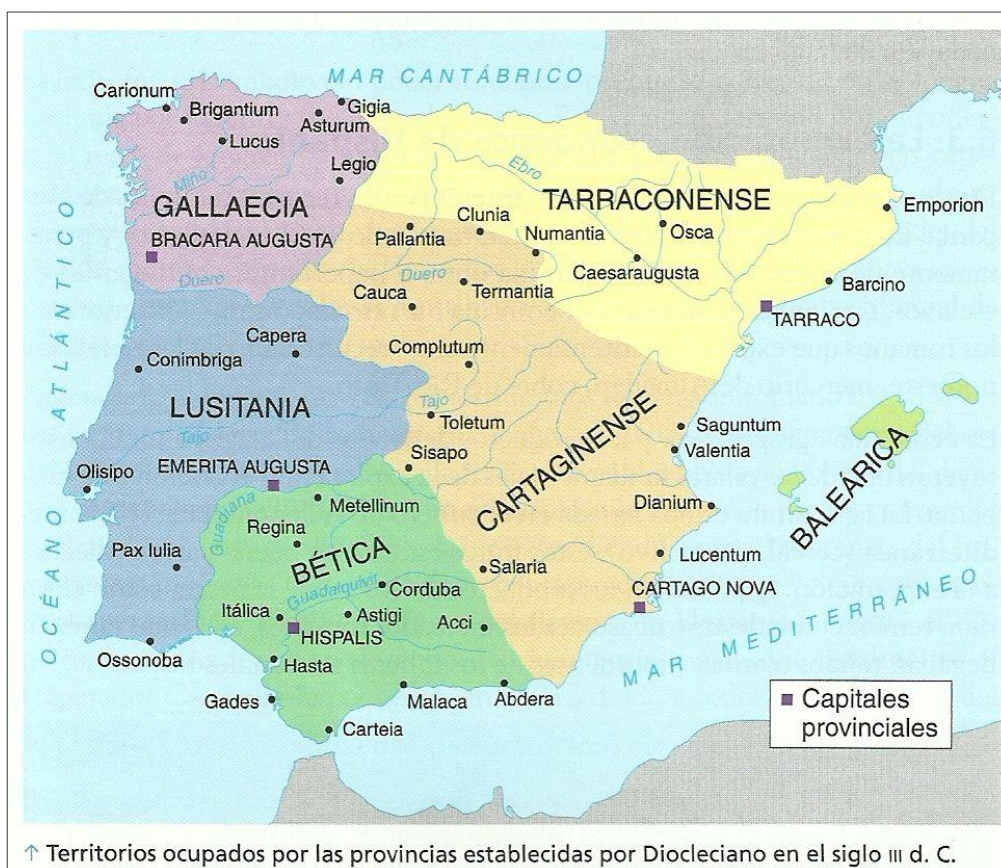 MAR CANTÁBRICO
Carionum
Brigantium
Lucus
Gigia
Asturum
Legio
Miño
GALLAECIA
BRACARA AUGUSTA
Duero
Ebro
TARRACONENSE
Emporion
Clunia
Pallantia
Numantia
Osca
Caesaraugusta
Barcino
TARRACO
Duero
Cauca
Termantia
Capera
Complutum
Conimbriga
LUSITANIA
Tajo
Toletum
Tajo
Sisapo
Saguntum
Valentia
CARTAGINENSE
BALEÁRICA
Olisipo
EMERITA AUGUSTA
Metellinum
Dianium
Guadiana
Regina
Pax Iulia
BÉTICA
Salaria
Lucentum
Guadalquivir
Corduba
CARTAGO NOVA
Itálica
Astigi
HISPALIS
Acci
Ossonoba
Hasta
Gades
Malaca
Abdera
Carteia
OCÉANO ATLÁNTICO
MAR MEDITERRÁNEO
Capitales
provinciales
↑ Territorios ocupados por las provincias establecidas por Diocleciano en el siglo III d. C.